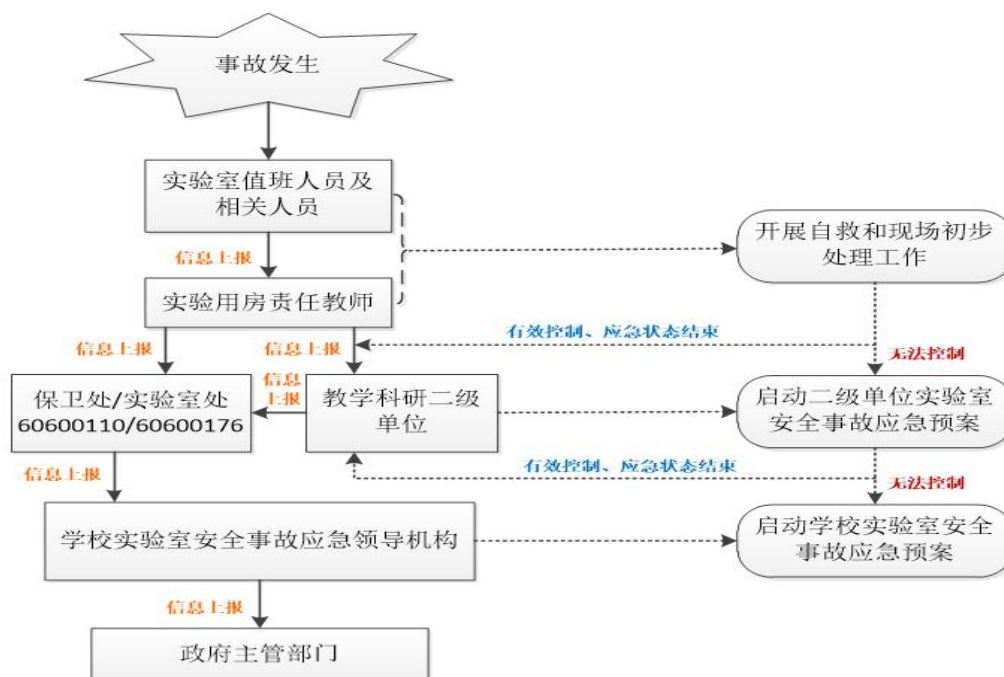 事故发生
实验室值班人员及
相关人员
信息上报
开展自救和现场初步
处理工作
实验用房责任教师
有效控制、应急状态结束
信息上报
信息上报
无法控制
保卫处/实验室处
60600110/60600176
信息
上报
教学科研二级
单位
启动二级单位实验室
安全事故应急预案
有效控制、应急状态结束
信息上报
无法控制
学校实验室安全事故应急领导机构
启动学校实验室安全
事故应急预案
信息上报
政府主管部门